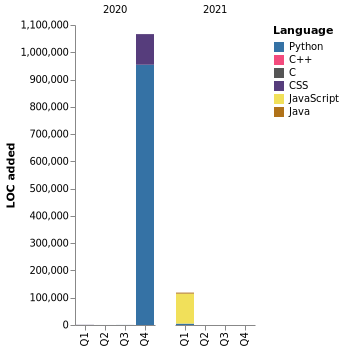 2020 2021
1,100,000
1,000,000
900,000
800,000
700,000
600,000
500,000
400,000
300,000
200,000
100,000
0
LOC added
Q1 Q2 Q3 Q4 Q1 Q2 Q3 Q4
Language
Python
C++
C
CSS
JavaScript
Java